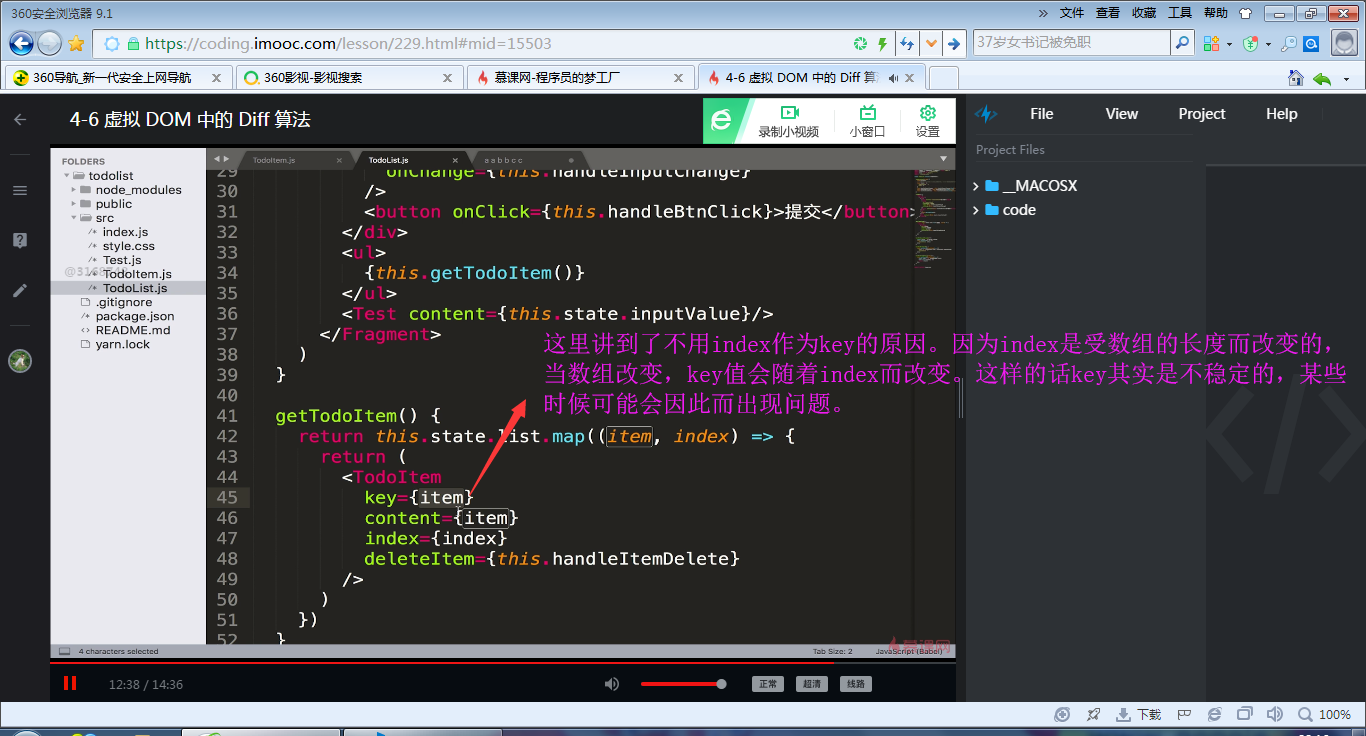 360安全浏览器 9.1
» 文件 查看 收藏 工具 帮助
https://coding.imooc.com/lesson/229.html#mid=15503
37岁女书记被免职
360导航_新一代安全上网导航
360影视-影视搜索
慕课网-程序员的梦工厂
4-6 虚拟 DOM 中的 Diff 算
4-6 虚拟 DOM 中的 Diff 算法
录制小视频
小窗口
设置
File View Project Help
Project Files
__MACOSX
code
FOLDERS
todolist
node_modules
public
src
index.js
style.css
Test.js
TodoItem.js
TodoList.js
.gitignore
package.json
README.md
yarn.lock
TodoItem.js
TodoList.js
a a b b c c
29 onChange={this.handleInputChange}
30 />
31 <button onClick={this.handleBtnClick}>提交</button>
32 </div>
33 <ul>
34 {this.getTodoItem()}
35 </ul>
36 <Test content={this.state.inputValue}/>
37 </Fragment>
38 )
39 }
40
41 getTodoItem() {
42 return this.state.list.map((item, index) => {
43 return (
44 <TodoItem
45 key={item}
46 content={item}
47 index={index}
48 deleteItem={this.handleItemDelete}
49 />
50 )
51 })
52 }
这里讲到了不用index作为key的原因。因为index是受数组的长度而改变的，
当数组改变，key值会随着index而改变。这样的话key其实是不稳定的，某些
时候可能会因此而出现问题。
4 characters selected
Tab Size: 2
JavaScript (Babel)
慕课网
12:38 / 14:36
正常
超清
线路
下载
100%